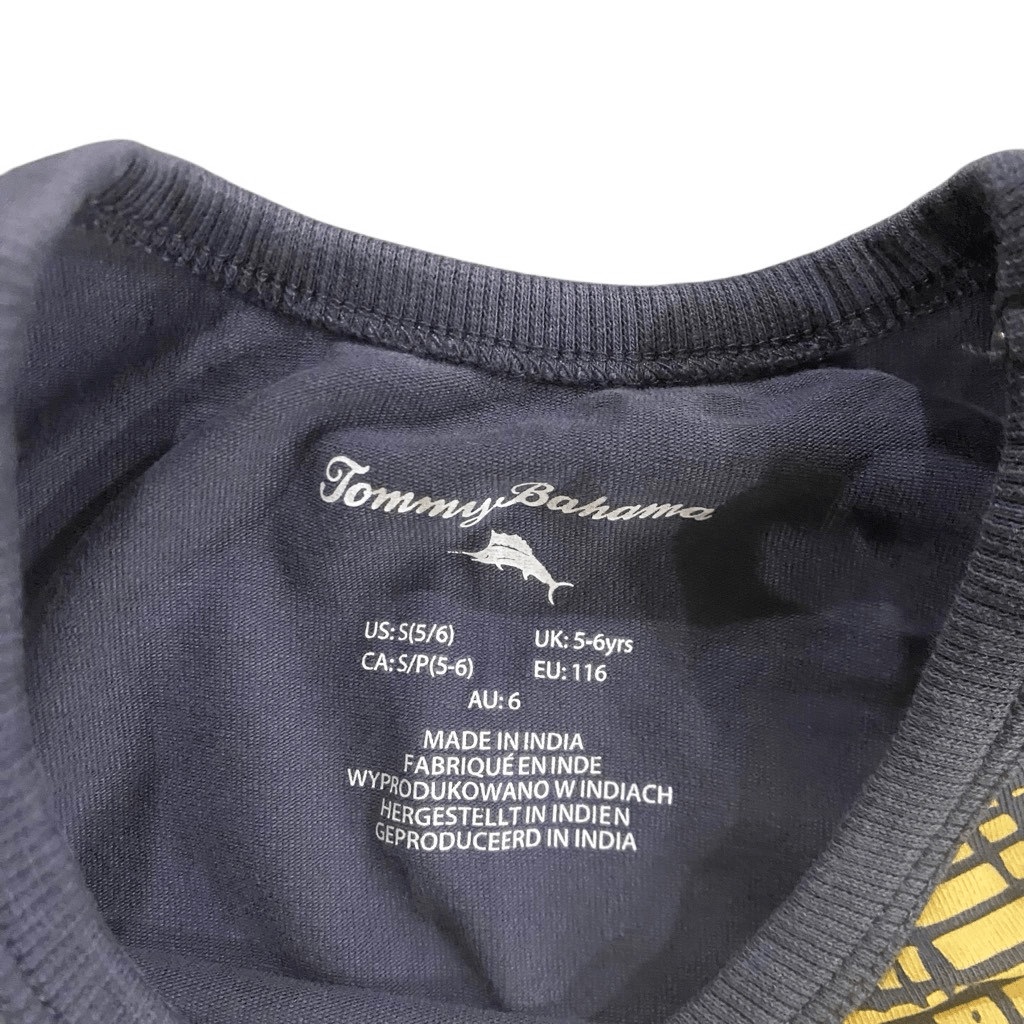 Tommy Bahama
US: S(5/6) UK: 5-6yrs
CA: S/P(5-6) EU: 116
AU: 6
MADE IN INDIA
FABRIQUÉ EN INDE
WYPRODUKOWANO W INDIACH
HERGESTELLT IN INDIEN
GEPRODUCEERD IN INDIA